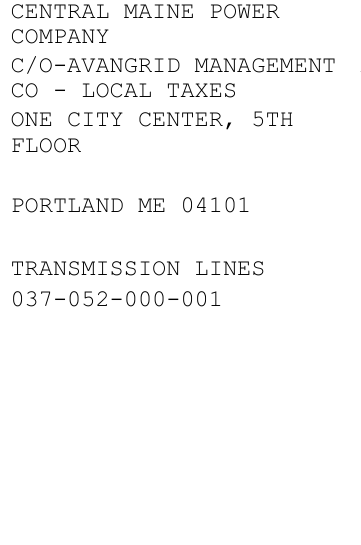 CENTRAL MAINE POWER
COMPANY
C/O-AVANGRID MANAGEMENT
CO - LOCAL TAXES
ONE CITY CENTER, 5TH
FLOOR
PORTLAND ME 04101
TRANSMISSION LINES
037-052-000-001